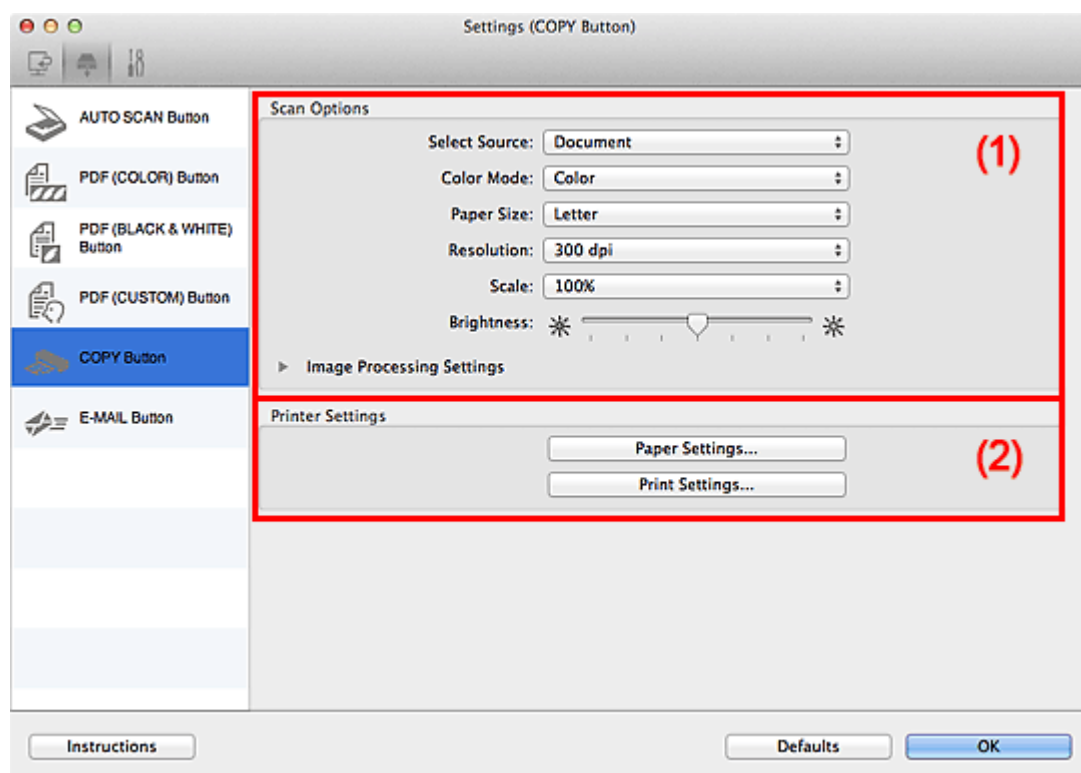 Settings (COPY Button)
AUTO SCAN Button
PDF (COLOR) Button
PDF (BLACK & WHITE)
Button
PDF (CUSTOM) Button
COPY Button
E-MAIL Button
Scan Options
(1)
Select Source: Document
Color Mode: Color
Paper Size: Letter
Resolution: 300 dpi
Scale: 100%
Brightness:
Image Processing Settings
Printer Settings
(2)
Paper Settings...
Print Settings...
Instructions
Defaults
OK